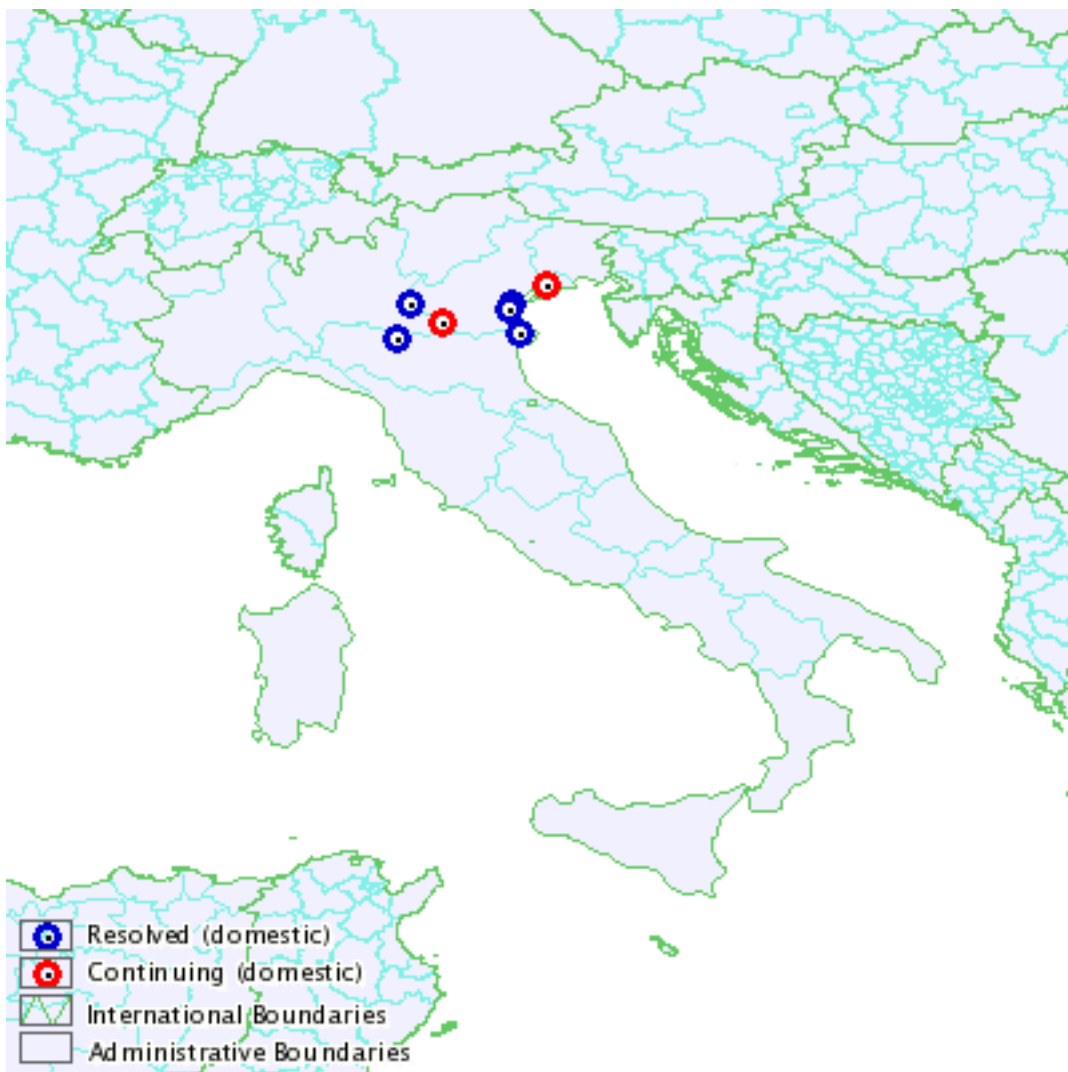 Resolved (domestic)
Continuing (domestic)
International Boundaries
Administrative Boundaries